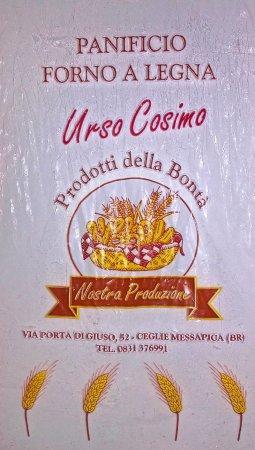 PANIFICIO
FORNO A LEGNA
Urso Cosimo
Prodotti della Bontà
Nostra Produzione
VIA PORTA DI GIUSO, 52 - CEGLIE MESSAPICA (BR)
TEL. 0831 376991